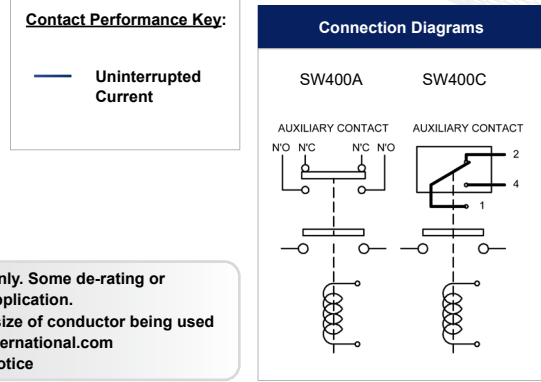 Contact Performance Key:
Uninterrupted
Current
nly. Some de-rating or
pplication.
size of conductor being used
ernational.com
otice
Connection Diagrams
SW400A SW400C
AUXILIARY CONTACT AUXILIARY CONTACT
N'O N'C N'C N'O
2
4
1